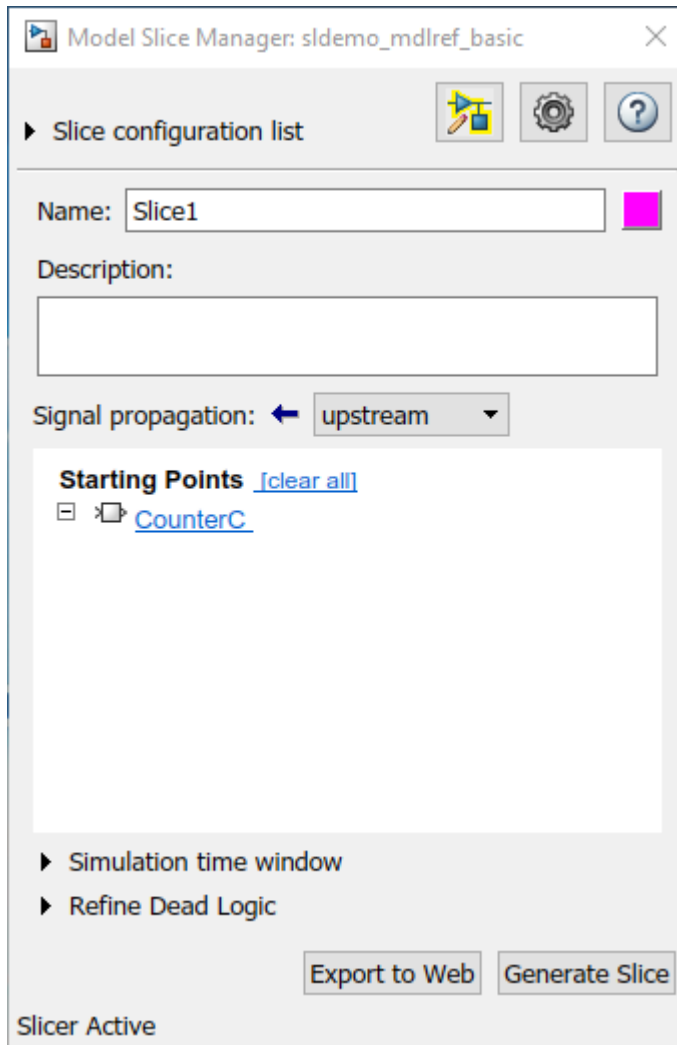 Model Slice Manager: sldemo_mdlref_basic
Slice configuration list
?
Name: Slice1
Description:
Signal propagation: upstream
Starting Points [clear all]
CounterC
Simulation time window
Refine Dead Logic
Export to Web Generate Slice
Slicer Active